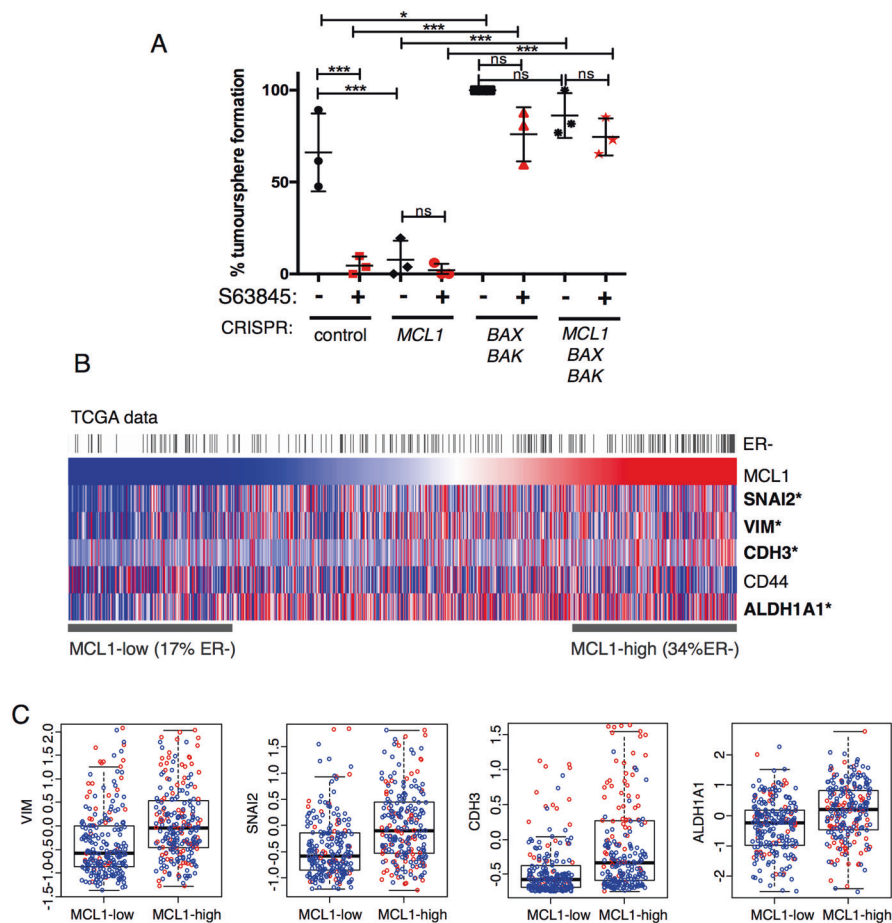 A
*
***
***
***
ns
***
ns
ns
***
100
50
0
% tumoursphere formation
ns
S63845: - + - + - + - +
CRISPR: control MCL1 BAX MCL1
BAK BAX
BAK
B
TCGA data
ER-
MCL1
SNAI2*
VIM*
CDH3*
CD44
ALDH1A1*
MCL1-low (17% ER-) MCL1-high (34%ER-)
C
VIM
2.0
1.5
1.0
0.5
0.0
-0.5
-1.0
-1.5
MCL1-low MCL1-high
SNAI2
1.5
1.0
0.5
0.0
-0.5
-1.0
MCL1-low MCL1-high
CDH3
1.5
1.0
0.5
0.0
-0.5
MCL1-low MCL1-high
ALDH1A1
2
1
0
-1
-2
MCL1-low MCL1-high